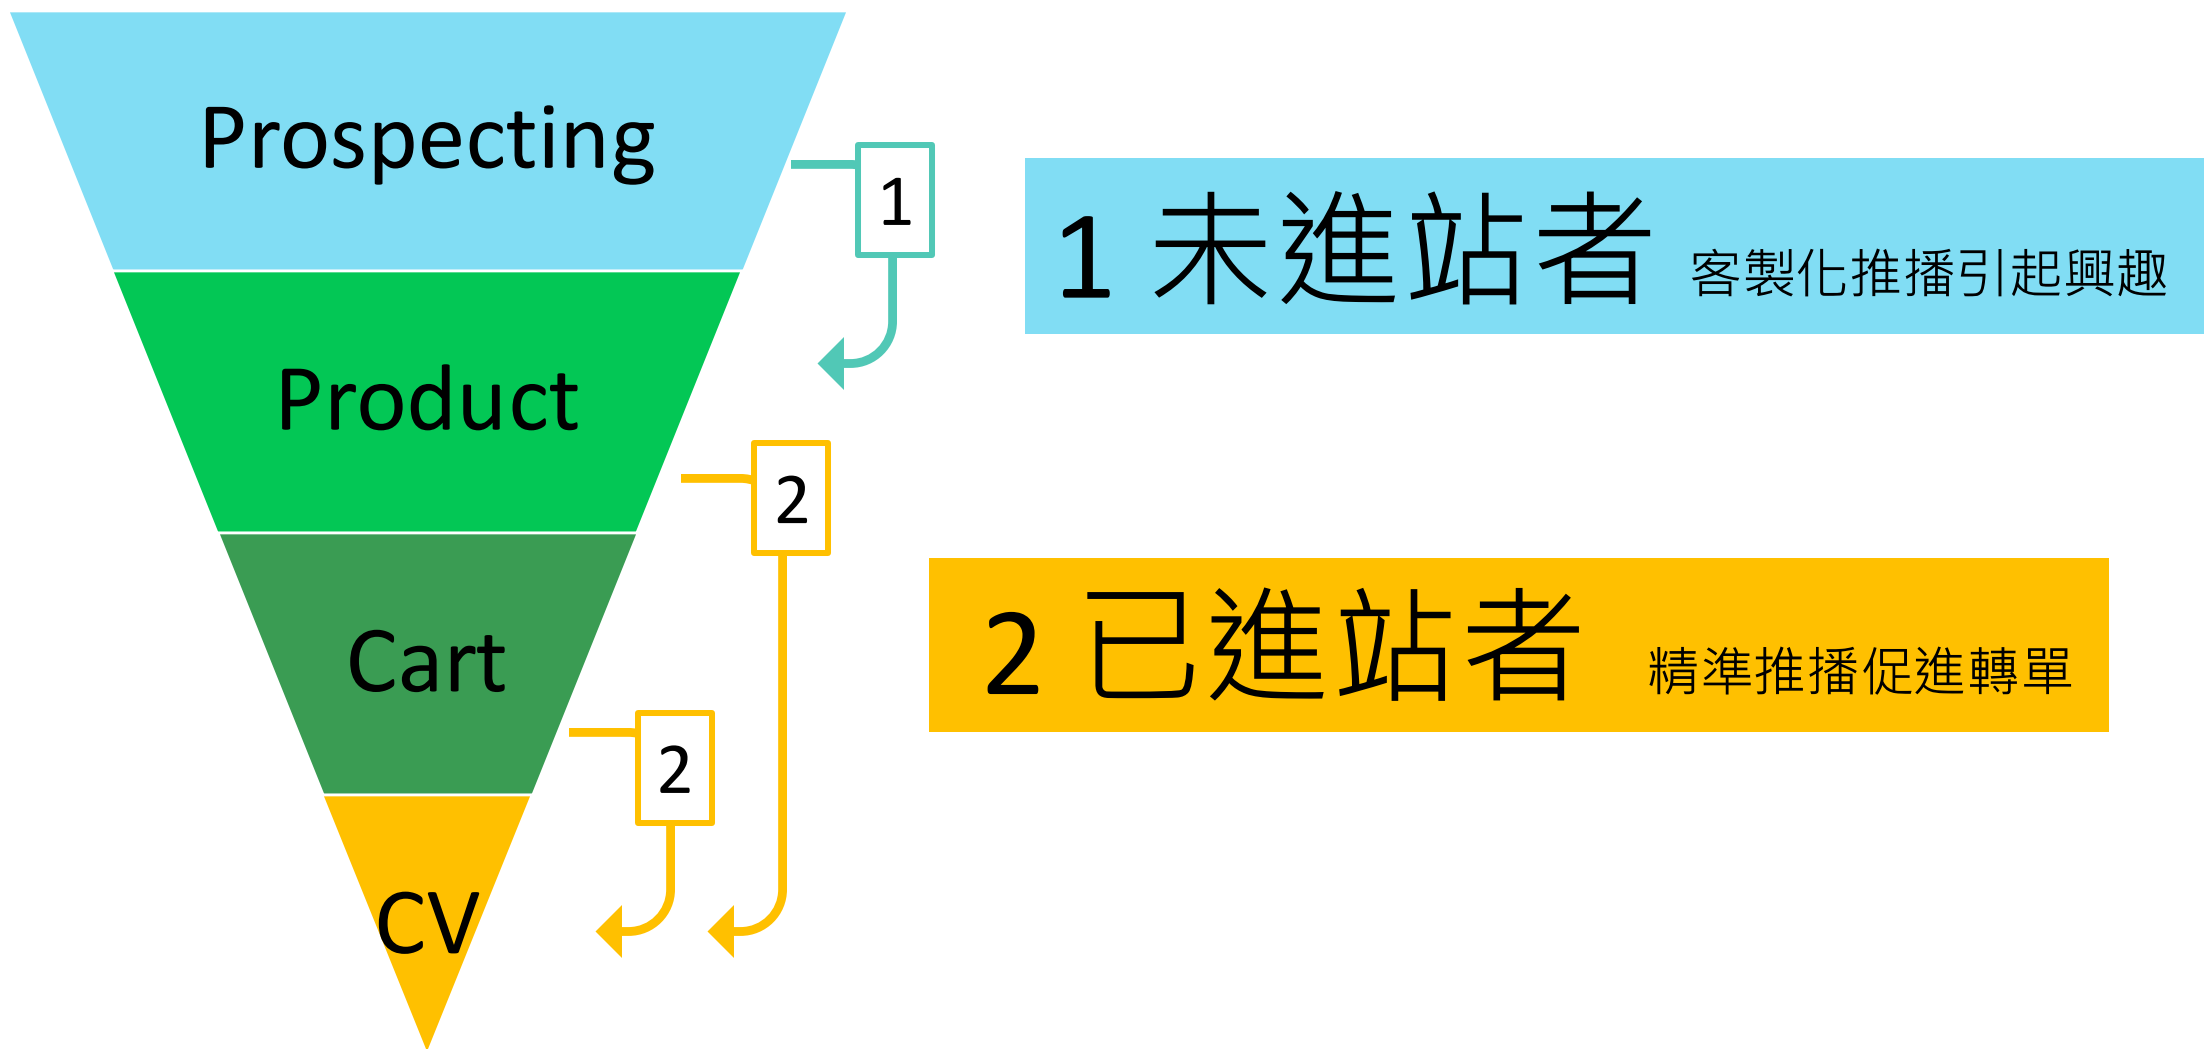 Prospecting
1
1 未進站者 客製化推播引起興趣
Product
2
2 已進站者 精準推播促進轉單
Cart
2
CV